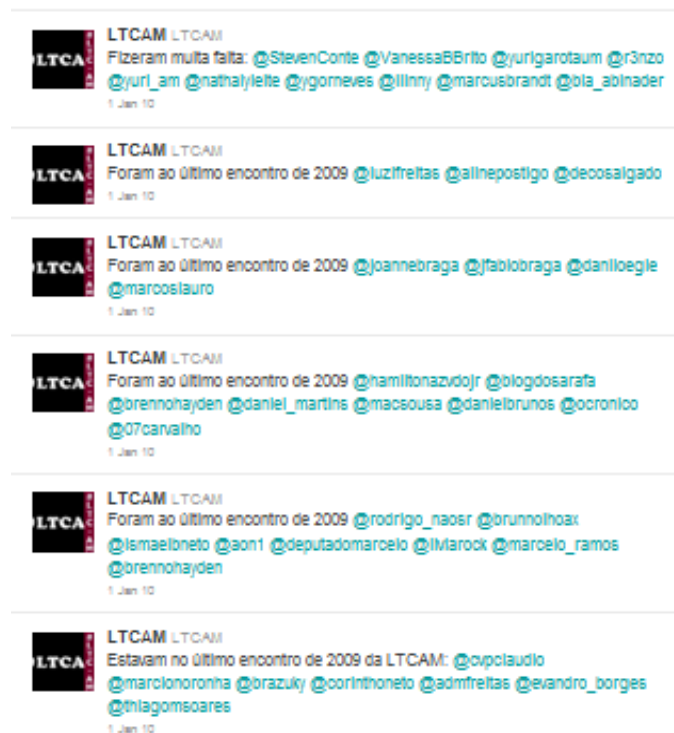 LTCAM LTCAM
Fizeram muita falta: @StevenConte @VanessaBBrito @yurigarotaum @r3nzo
@yuri_am @nathalyleite @ygorneves @liinny @marcusbrandt @bia_abinader
1 Jan 10
LTCAM LTCAM
Foram ao último encontro de 2009 @luzifreitas @alinepostigo @decosalgado
1 Jan 10
LTCAM LTCAM
Foram ao último encontro de 2009 @joannebraga @jfabiobraga @daniloegle
@marcoslauro
1 Jan 10
LTCAM LTCAM
Foram ao último encontro de 2009 @hamiltonazvdojr @blogdosarafa
@brennohayden @daniel_martins @macsousa @danielbrunos @ocronico
@07carvalho
1 Jan 10
LTCAM LTCAM
Foram ao último encontro de 2009 @rodrigo_naosr @brunnolhoax
@ismaelbneto @aon1 @deputadomarcelo @liviarock @marcelo_ramos
@brennohayden
1 Jan 10
LTCAM LTCAM
Estavam no último encontro de 2009 da LTCAM: @cvpclaudio
@marcionoronha @brazuky @corinthoneto @admfreitas @evandro_borges
@thiagomsoares
1 Jan 10